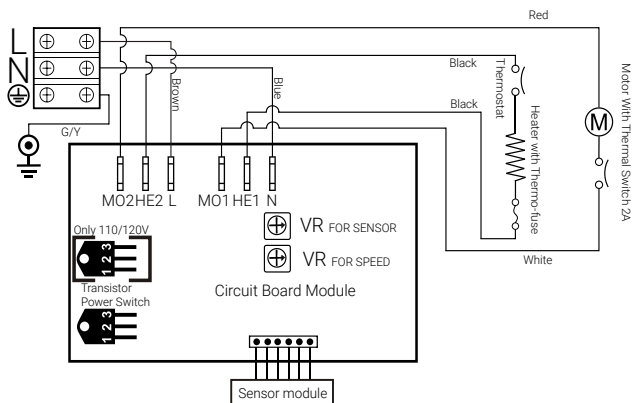 L
N
Red
Black
Black
Thermostat
Heater with Thermo-fuse
M
Motor With Thermal Switch 2A
Brown
Blue
G/Y
MO2 HE2 L MO1 HE1 N
VR FOR SENSOR
VR FOR SPEED
Only 110/120V
1 2 3
Transistor
Power Switch
1 2 3
Circuit Board Module
White
Sensor module